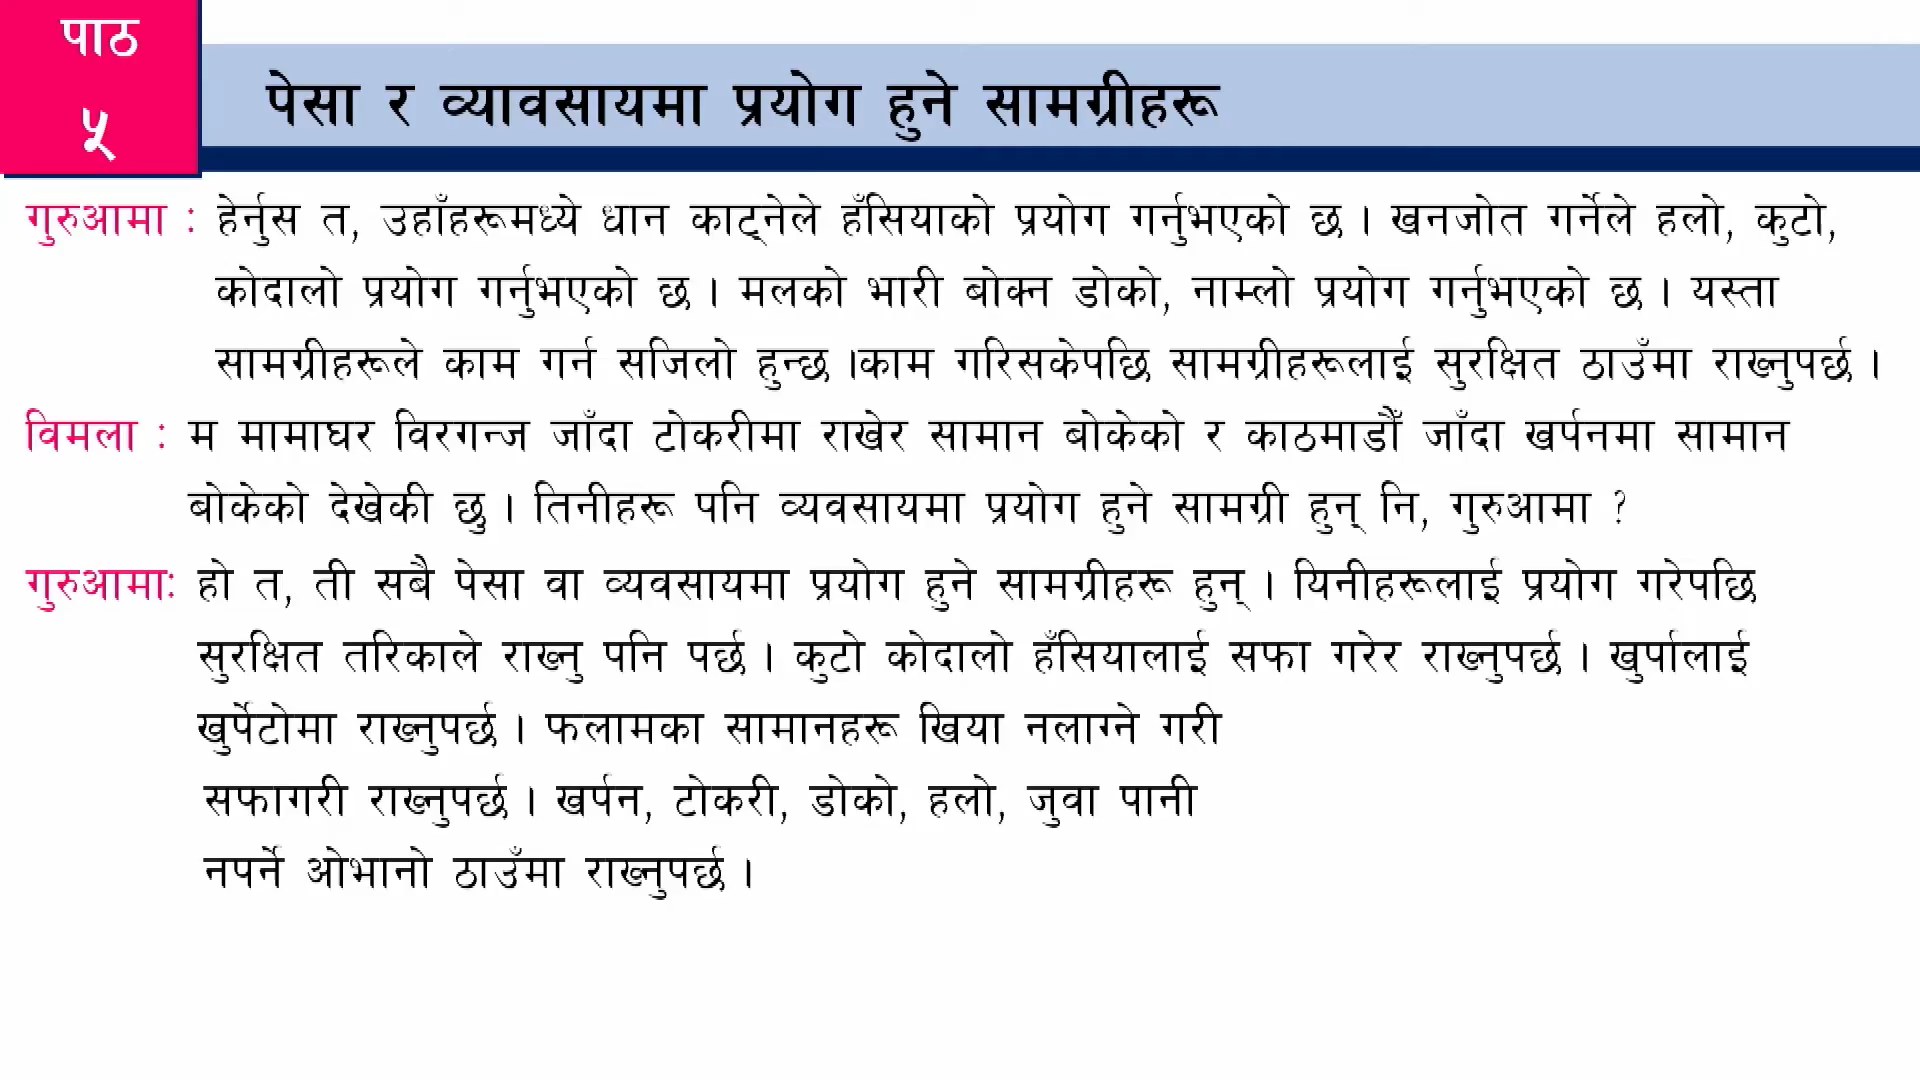 पाठ
५
पेसा र व्यावसायमा प्रयोग हुने सामग्रीहरू
गुरुआमा : हेर्नुस त, उहाँहरूमध्ये धान काट्नेले हँसियाको प्रयोग गर्नुभएको छ । खनजोत गर्नेले हलो, कुटो,
कोदालो प्रयोग गर्नुभएको छ । मलको भारी बोक्न डोको, नाम्लो प्रयोग गर्नुभएको छ । यस्ता
सामग्रीहरूले काम गर्न सजिलो हुन्छ ।काम गरिसकेपछि सामग्रीहरूलाई सुरक्षित ठाउँमा राख्नुपर्छ ।
विमला : म मामाघर विरगन्ज जाँदा टोकरीमा राखेर सामान बोकेको र काठमाडौँ जाँदा खर्पनमा सामान
बोकेको देखेकी छु । तिनीहरू पनि व्यवसायमा प्रयोग हुने सामग्री हुन् नि, गुरुआमा ?
गुरुआमाः हो त, ती सबै पेसा वा व्यवसायमा प्रयोग हुने सामग्रीहरू हुन् । यिनीहरूलाई प्रयोग गरेपछि
सुरक्षित तरिकाले राख्नु पनि पर्छ । कुटो कोदालो हँसियालाई सफा गरेर राख्नुपर्छ । खुर्पालाई
खुर्पेटोमा राख्नुपर्छ । फलामका सामानहरू खिया नलाग्ने गरी
सफागरी राख्नुपर्छ । खर्पन, टोकरी, डोको, हलो, जुवा पानी
नपर्ने ओभानो ठाउँमा राख्नुपर्छ ।